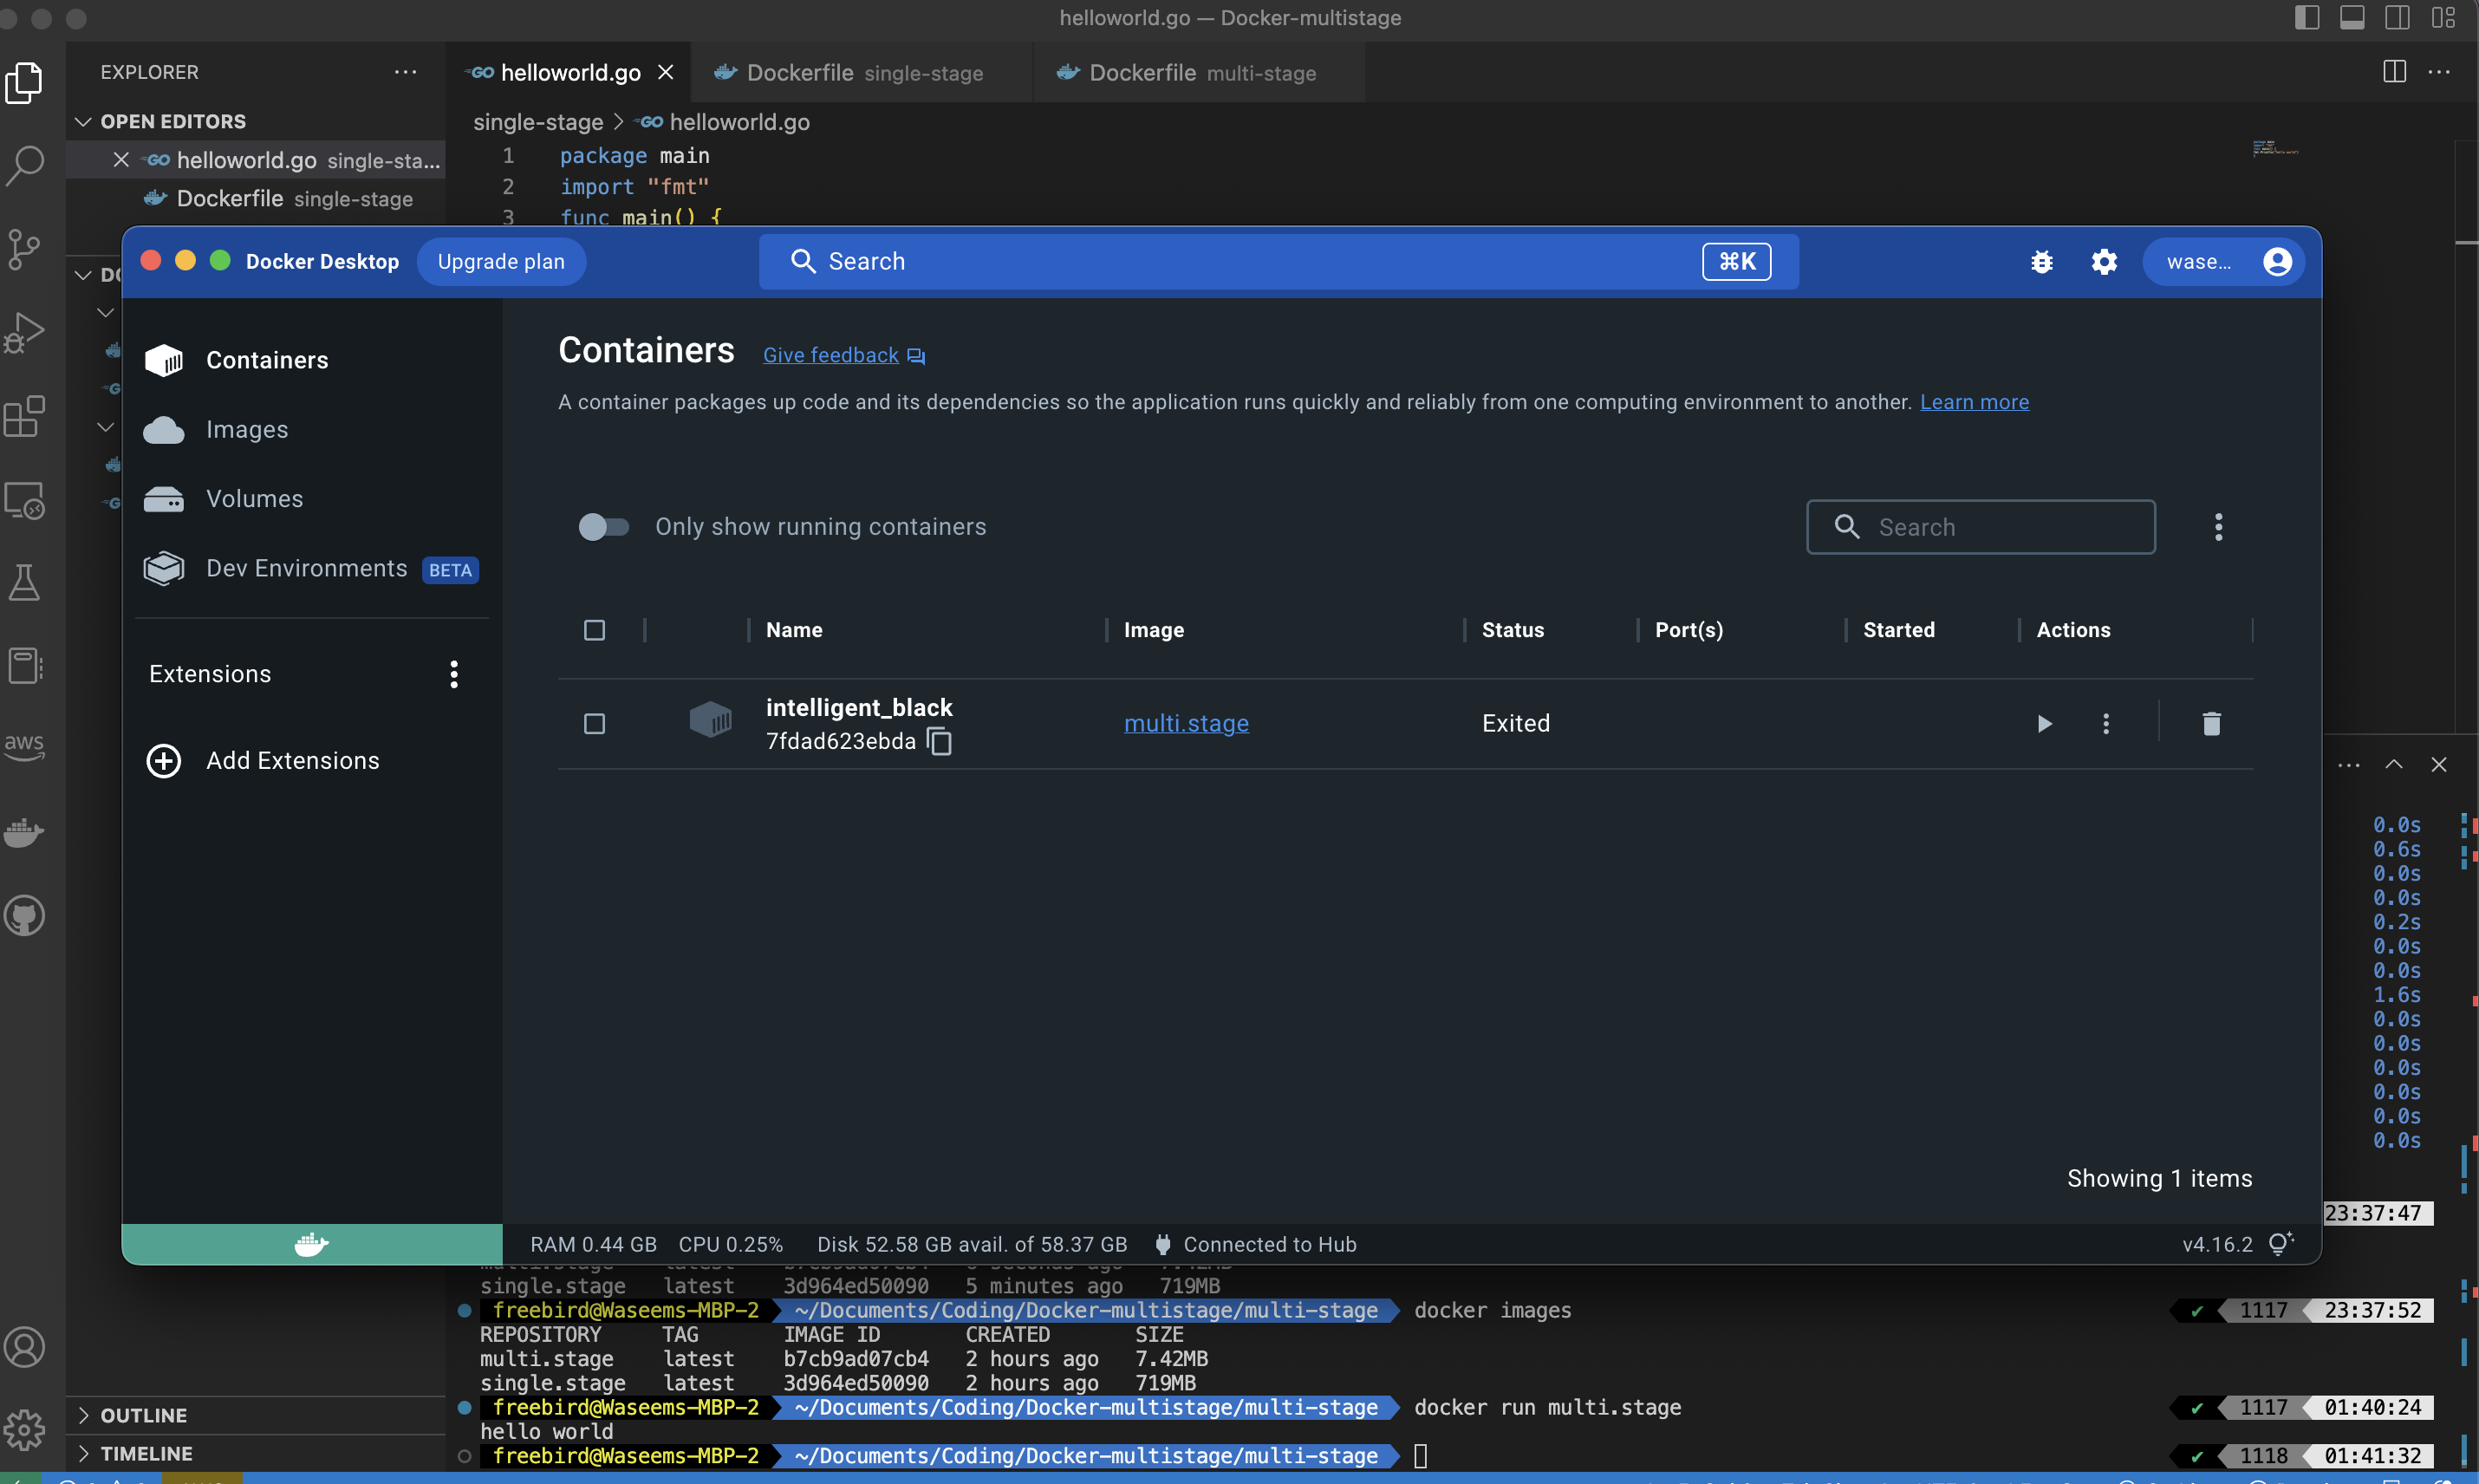 helloworld.go — Docker-multistage
EXPLORER
GO helloworld.go
Dockerfile single-stage
Dockerfile multi-stage
OPEN EDITORS
single-stage > GO helloworld.go
GO helloworld.go single-sta...
Dockerfile single-stage
1 package main
2 import "fmt"
3 func main() {
Docker Desktop
Upgrade plan
Search
⌘K
wase...
Containers
Images
Volumes
Dev Environments BETA
Extensions
Add Extensions
aws
Containers
Give feedback
A container packages up code and its dependencies so the application runs quickly and reliably from one computing environment to another. Learn more
Only show running containers
Search
Name Image Status Port(s) Started Actions
intelligent_black
7fdad623ebda
multi.stage
Exited
Showing 1 items
RAM 0.44 GB CPU 0.25% Disk 52.58 GB avail. of 58.37 GB Connected to Hub
v4.16.2
0.0s
0.6s
0.0s
0.0s
0.2s
0.0s
0.0s
1.6s
0.0s
0.0s
0.0s
0.0s
0.0s
0.0s
23:37:47
single.stage latest 3d964ed50090 5 minutes ago 719MB
freebird@Waseems-MBP-2 ~/Documents/Coding/Docker-multistage/multi-stage docker images ✔ 1117 23:37:52
REPOSITORY TAG IMAGE ID CREATED SIZE
multi.stage latest b7cb9ad07cb4 2 hours ago 7.42MB
single.stage latest 3d964ed50090 2 hours ago 719MB
freebird@Waseems-MBP-2 ~/Documents/Coding/Docker-multistage/multi-stage docker run multi.stage ✔ 1117 01:40:24
hello world
freebird@Waseems-MBP-2 ~/Documents/Coding/Docker-multistage/multi-stage ✔ 1118 01:41:32
OUTLINE
TIMELINE